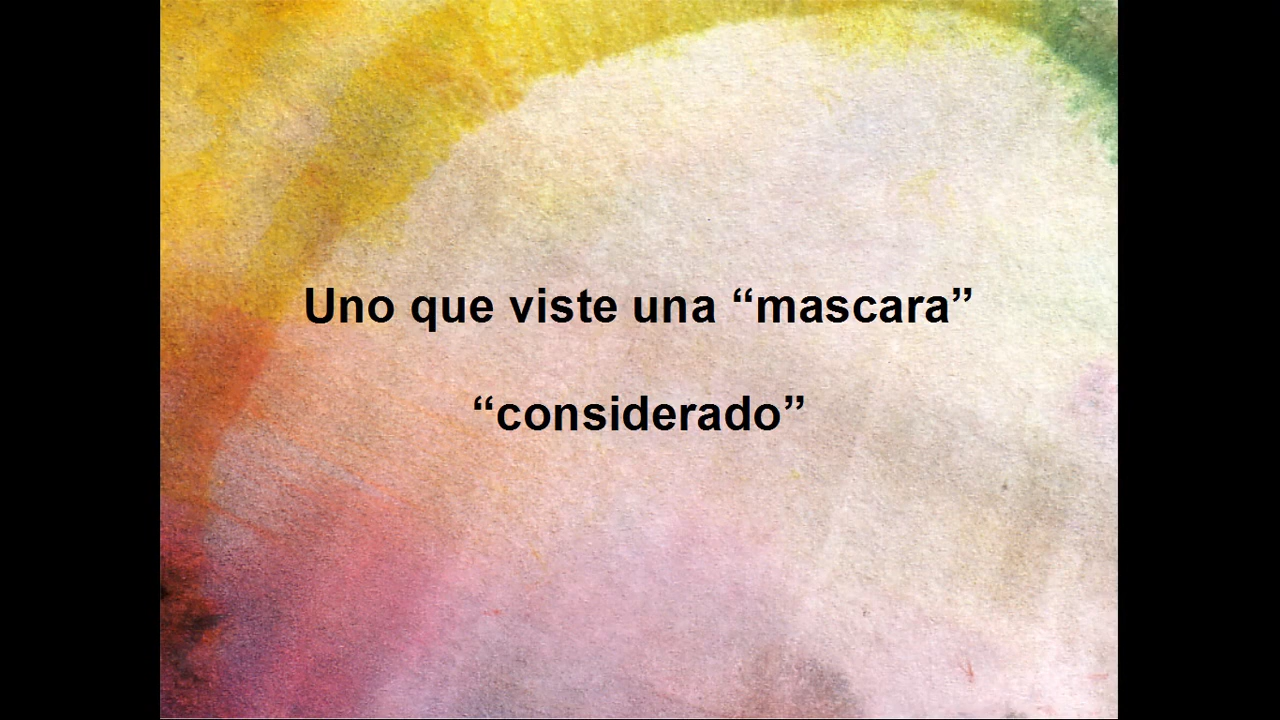 Uno que viste una “mascara”
“considerado”